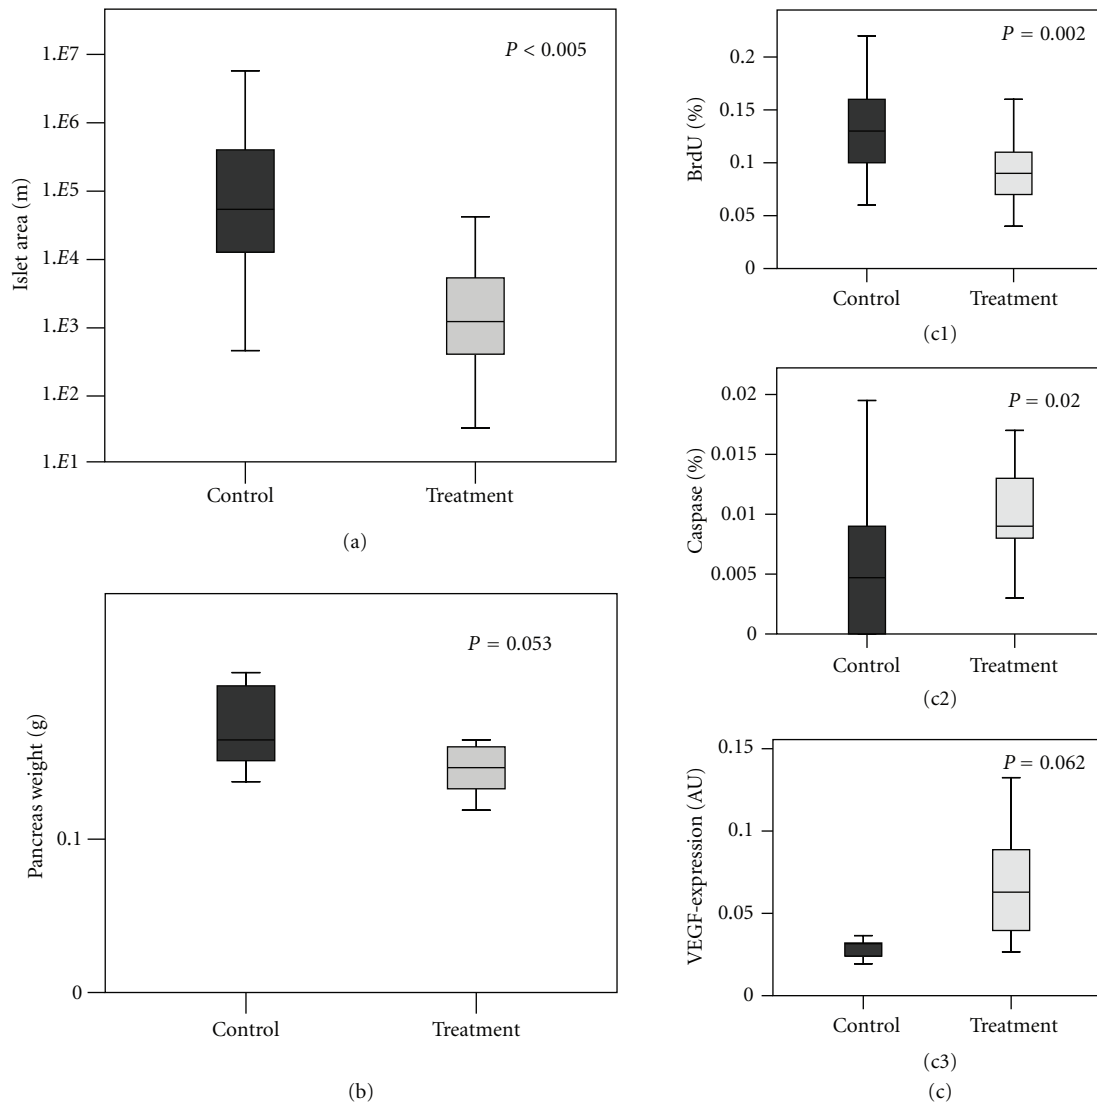 P < 0.005
1.E7
1.E6
1.E5
1.E4
1.E3
1.E2
1.E1
Islet area (m)
Control Treatment
(a)
P = 0.053
0.1
0
Pancreas weight (g)
Control Treatment
(b)
P = 0.002
0.2
0.15
0.1
0.05
0
BrdU (%)
Control Treatment
(c1)
P = 0.02
0.02
0.015
0.01
0.005
0
Caspase (%)
Control Treatment
(c2)
P = 0.062
0.15
0.1
0.05
0
VEGF-expression (AU)
Control Treatment
(c3)
(c)